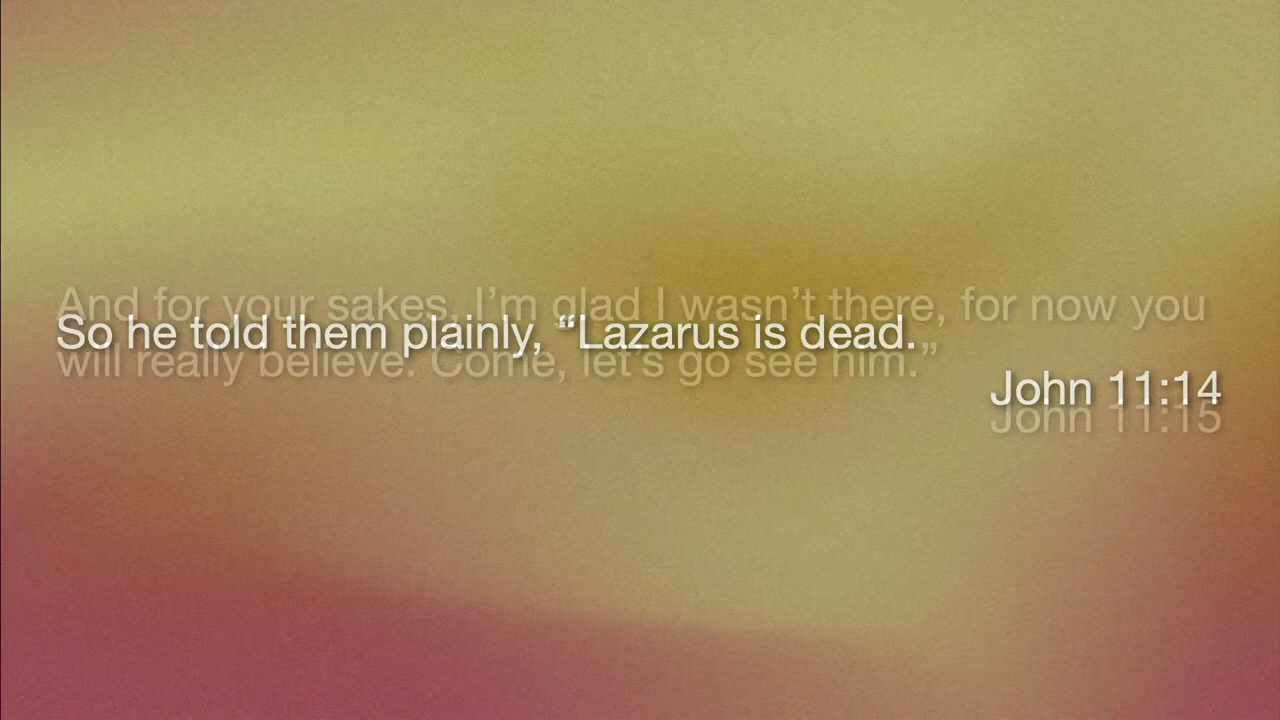 And for your sakes, I’m glad I wasn’t there, for now you
So he told them plainly, “Lazarus is dead.
will really believe. Come, let’s go see him.”
John 11:14
John 11:15